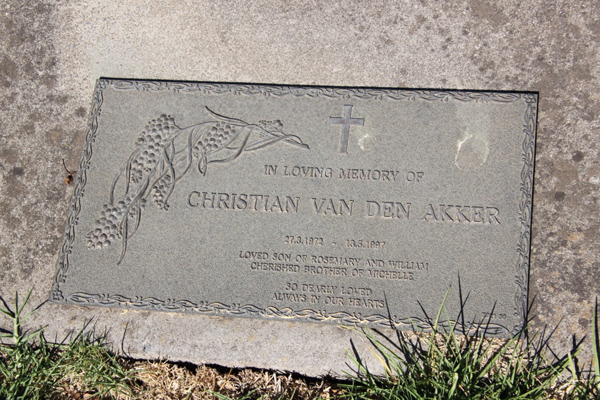 IN LOVING MEMORY OF
CHRISTIAN VAN DEN AKKER
27.3.1972 - 13.5.1997
LOVED SON OF ROSEMARY AND WILLIAM
CHERISHED BROTHER OF MICHELLE
SO DEARLY LOVED
ALWAYS IN OUR HEARTS